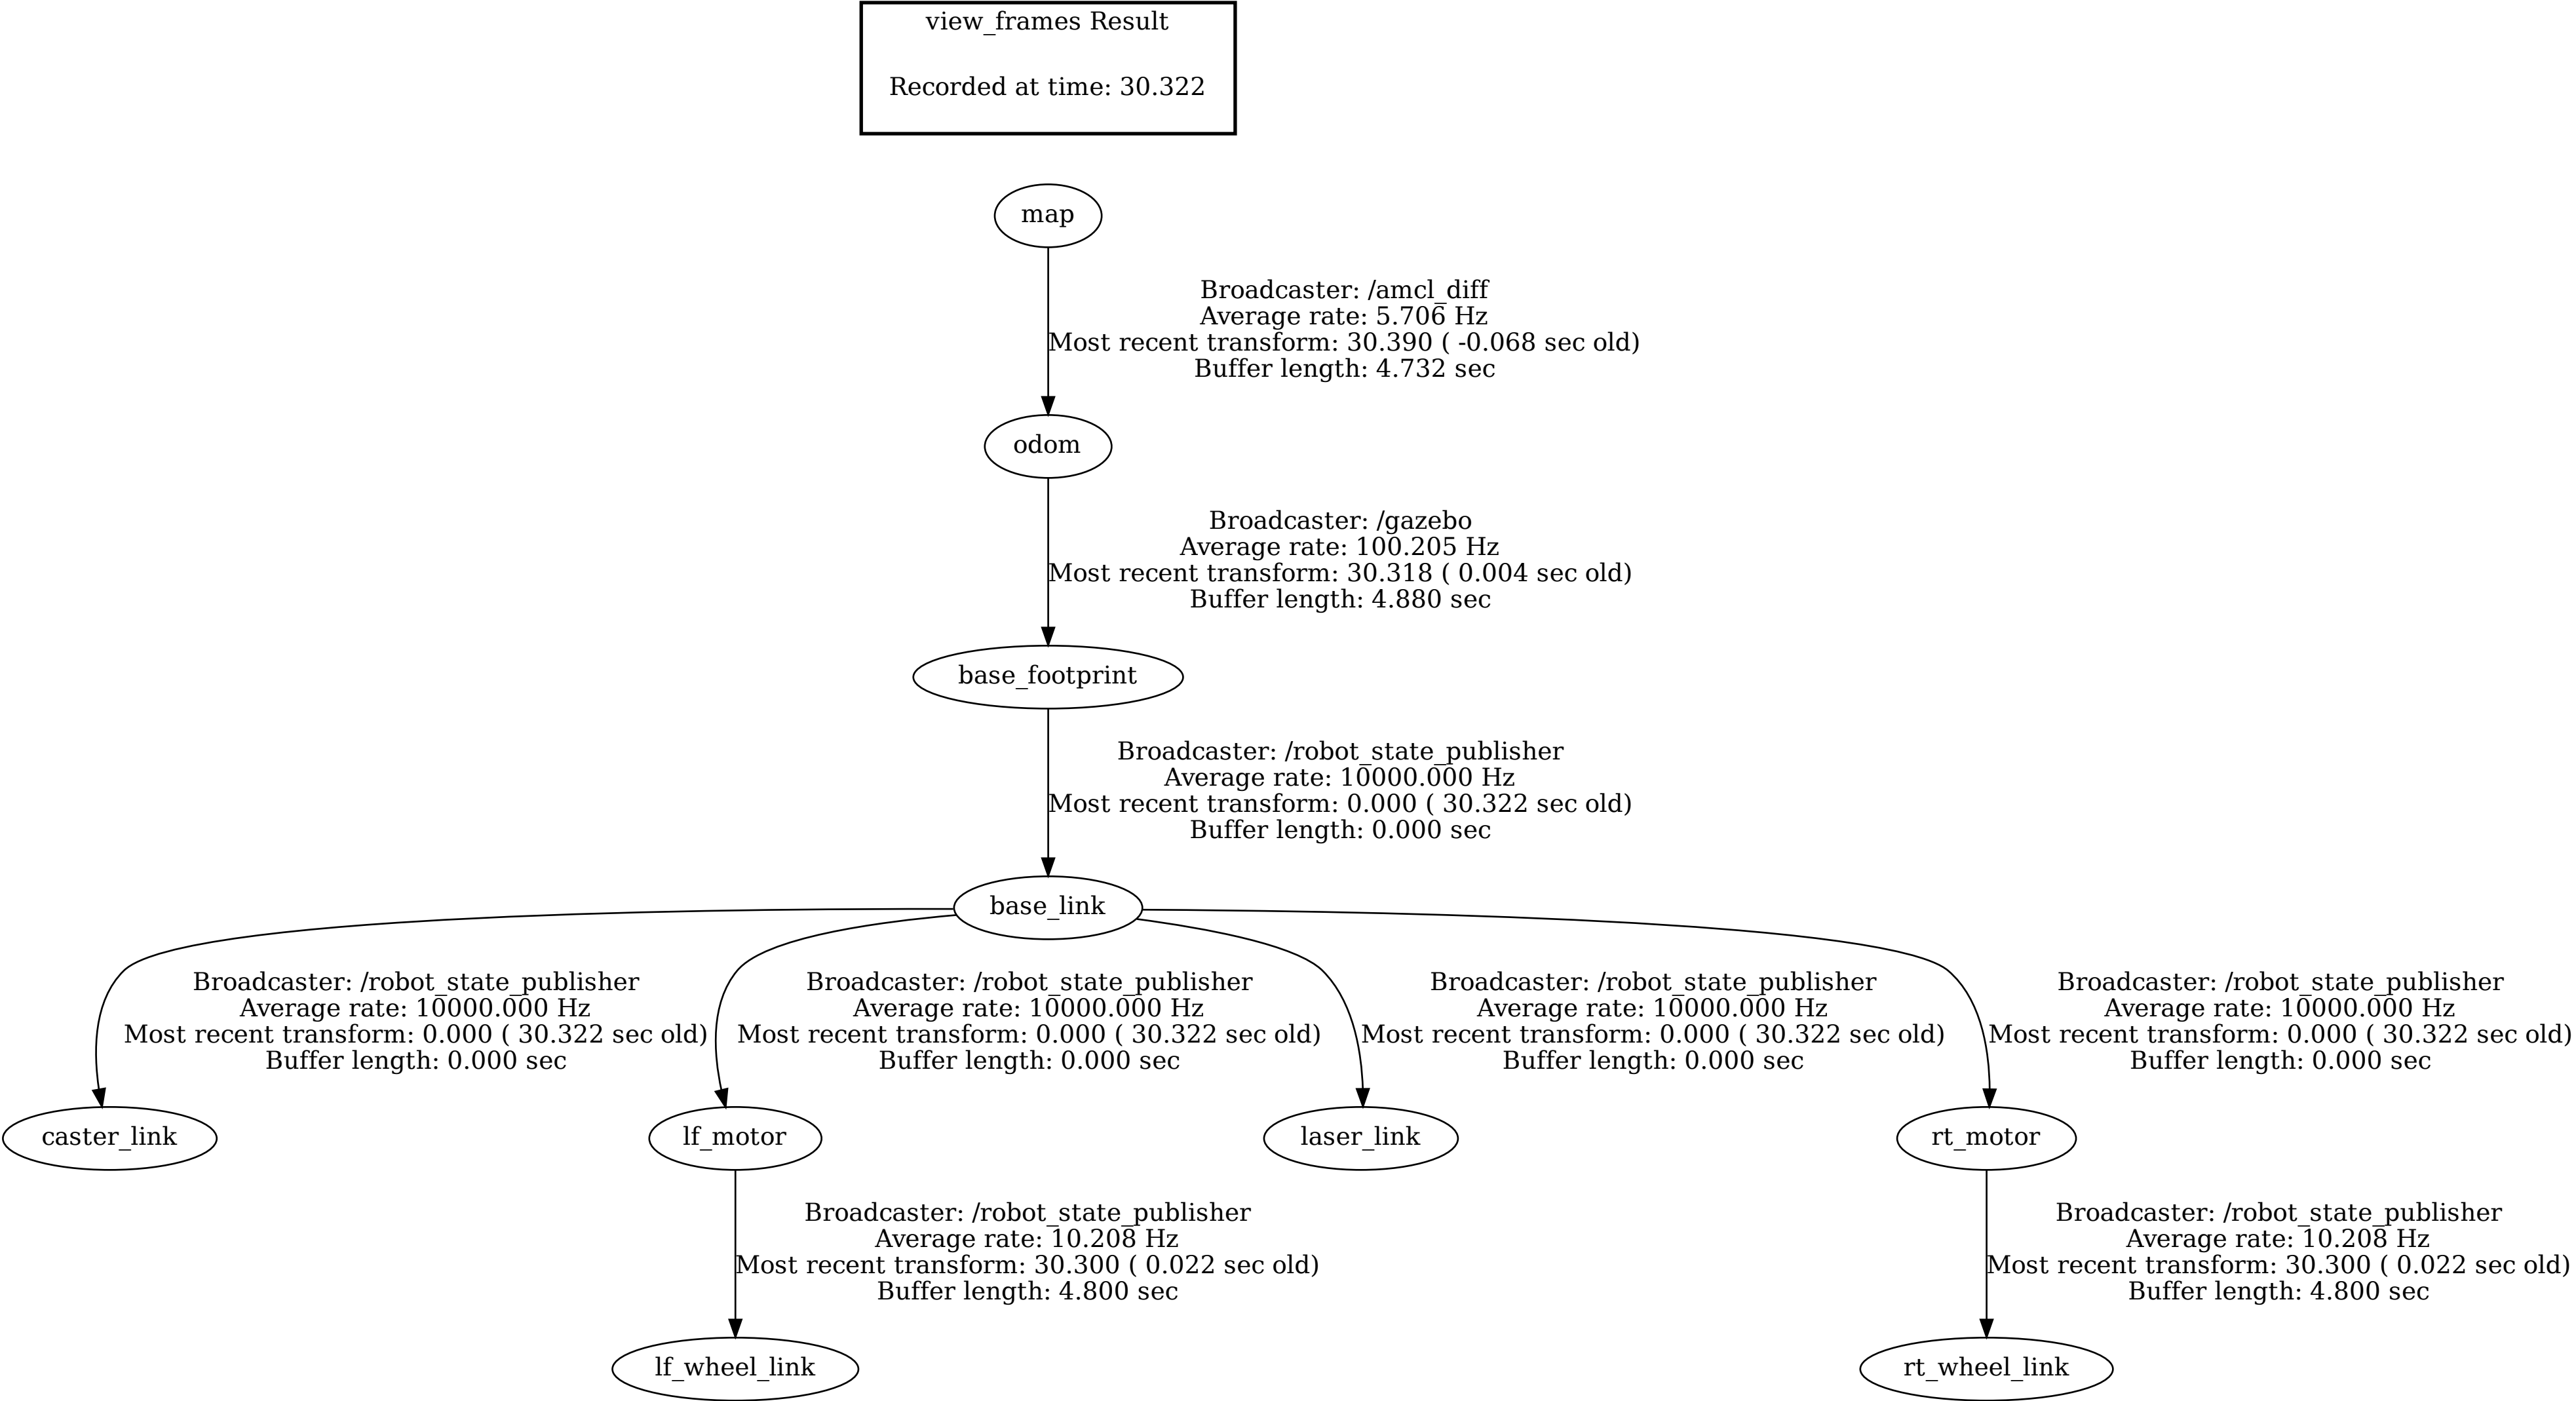 view_frames Result
Recorded at time: 30.322
map
Broadcaster: /amcl_diff
Average rate: 5.706 Hz
Most recent transform: 30.390 ( -0.068 sec old)
Buffer length: 4.732 sec
odom
Broadcaster: /gazebo
Average rate: 100.205 Hz
Most recent transform: 30.318 ( 0.004 sec old)
Buffer length: 4.880 sec
base_footprint
Broadcaster: /robot_state_publisher
Average rate: 10000.000 Hz
Most recent transform: 0.000 ( 30.322 sec old)
Buffer length: 0.000 sec
base_link
Broadcaster: /robot_state_publisher
Average rate: 10000.000 Hz
Most recent transform: 0.000 ( 30.322 sec old)
Buffer length: 0.000 sec
Broadcaster: /robot_state_publisher
Average rate: 10000.000 Hz
Most recent transform: 0.000 ( 30.322 sec old)
Buffer length: 0.000 sec
Broadcaster: /robot_state_publisher
Average rate: 10000.000 Hz
Most recent transform: 0.000 ( 30.322 sec old)
Buffer length: 0.000 sec
Broadcaster: /robot_state_publisher
Average rate: 10000.000 Hz
Most recent transform: 0.000 ( 30.322 sec old)
Buffer length: 0.000 sec
caster_link
lf_motor
laser_link
rt_motor
Broadcaster: /robot_state_publisher
Average rate: 10.208 Hz
Most recent transform: 30.300 ( 0.022 sec old)
Buffer length: 4.800 sec
Broadcaster: /robot_state_publisher
Average rate: 10.208 Hz
Most recent transform: 30.300 ( 0.022 sec old)
Buffer length: 4.800 sec
lf_wheel_link
rt_wheel_link